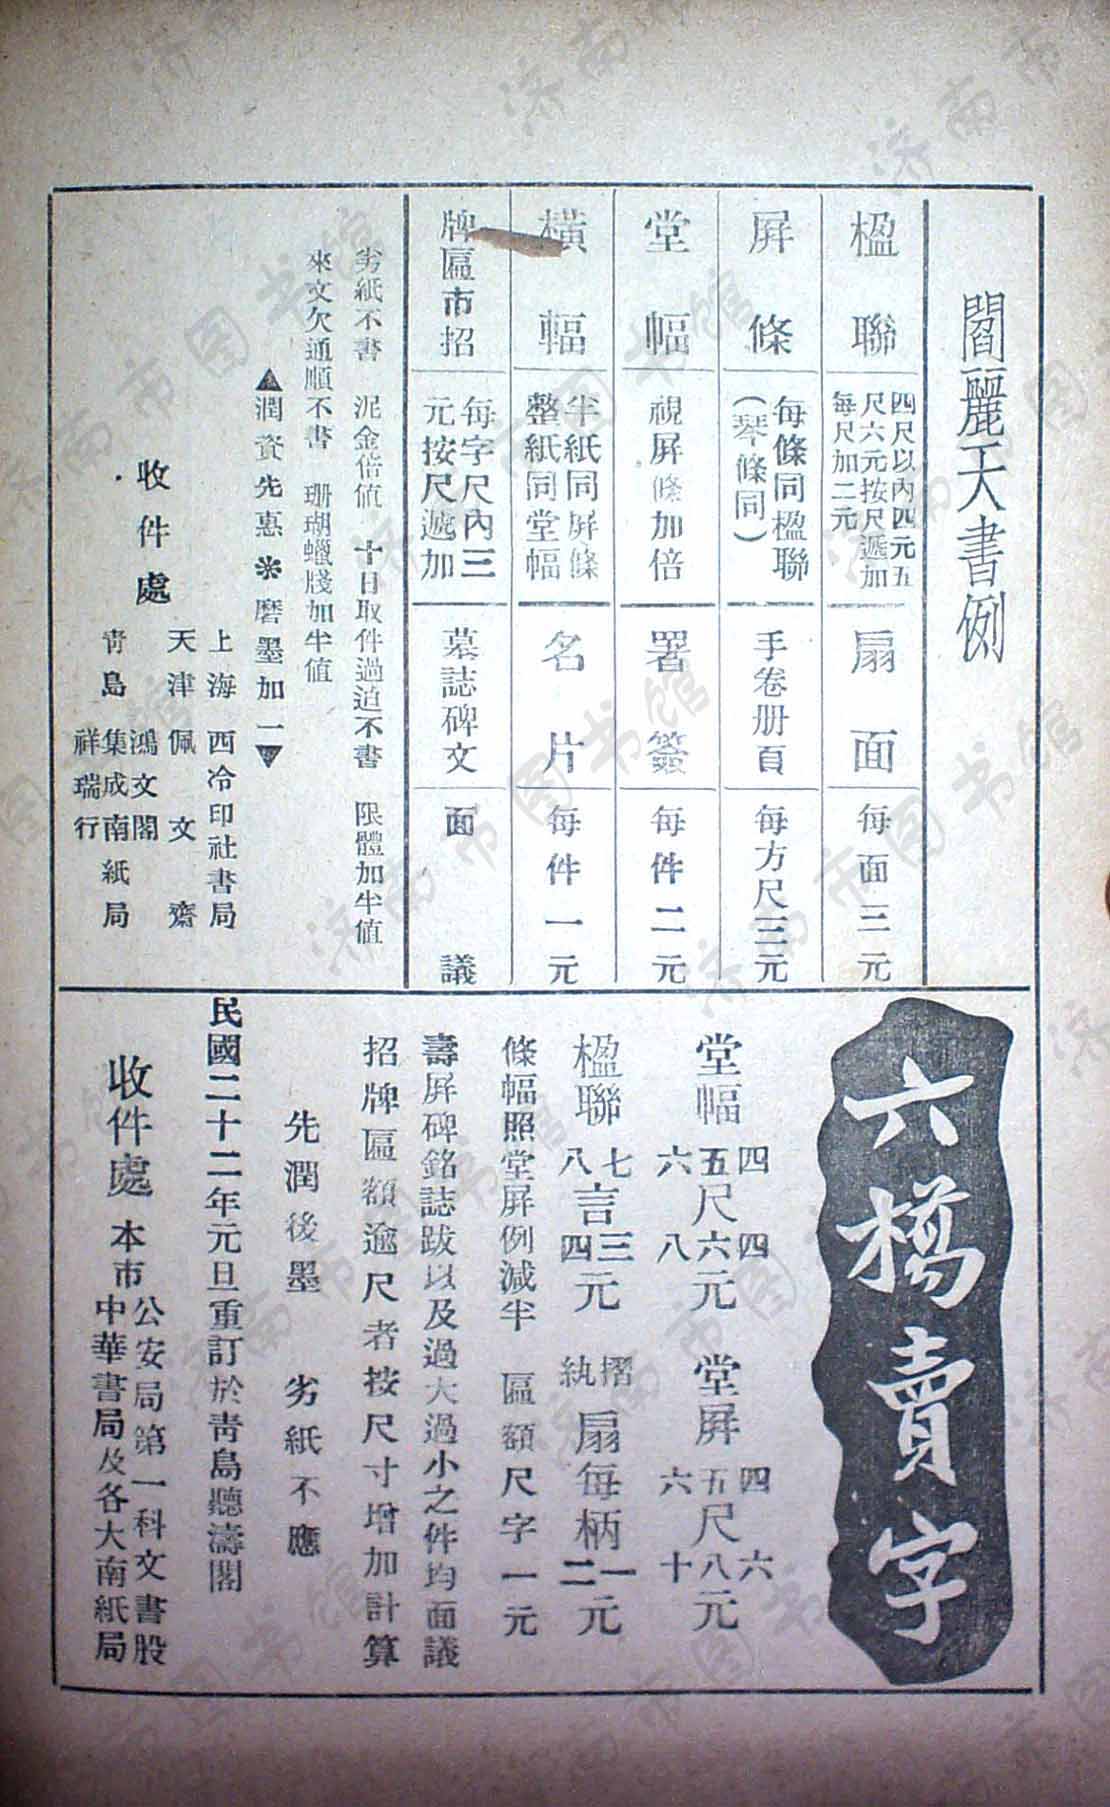 閻麗天書例
楹聯
四尺以內四元五
尺六元按尺遞加
每尺加二元
扇面
每面三元
屏條
每條同楹聯
（琴條同）
手卷册頁
每方尺三元
堂幅
視屏條加倍
署簽
每件二元
橫幅
半紙同屏條
整紙同堂幅
名片
每件一元
牌匾市招
每字尺內三
元按尺遞加
墓誌碑文
面議
劣紙不書 泥金倍值 十日取件過迫不書 限體加半值
來文欠通順不書 珊瑚蠟牋加半值
▲潤資先惠※磨墨加一▼
收件處
上海 西冷印社書局
天津 佩文齋
青島 鴻文閣
集成南紙局
祥瑞行
六橋賣字
堂幅 四五六尺四六八元 堂屏 四五六尺六八十元
楹聯 七八言三四元 摺紈扇每柄一二元
條幅照堂屏例減半 匾額尺字一元
壽屏碑銘誌跋以及過大過小之件均面議
招牌匾額逾尺者按尺寸增加計算
先潤後墨 劣紙不應
民國二十二年元旦重訂於青島聽濤閣
收件處 本市 公安局第一科文書股
中華書局及各大南紙局
济南市图书馆